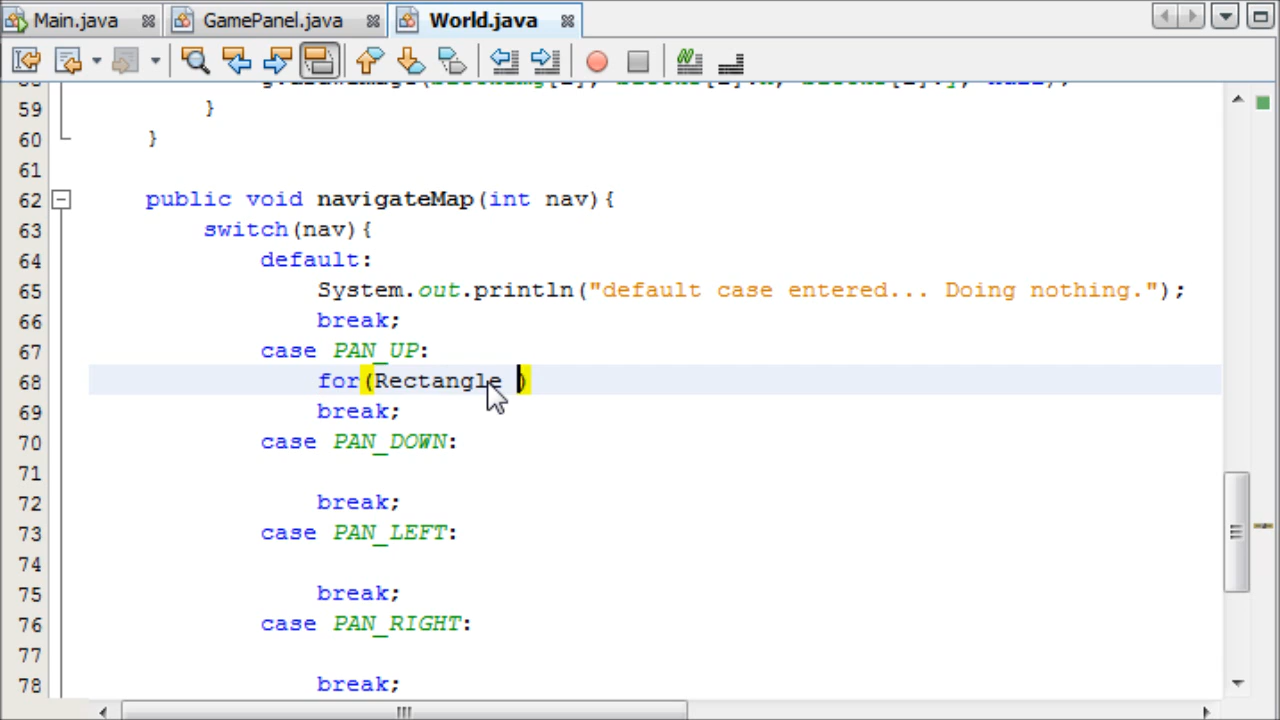 Main.java GamePanel.java World.java
59 }
60 }
61
62 public void navigateMap(int nav){
63 switch(nav){
64 default:
65 System.out.println("default case entered... Doing nothing.");
66 break;
67 case PAN_UP:
68 for(Rectangle )
69 break;
70 case PAN_DOWN:
71
72 break;
73 case PAN_LEFT:
74
75 break;
76 case PAN_RIGHT:
77
78 break;